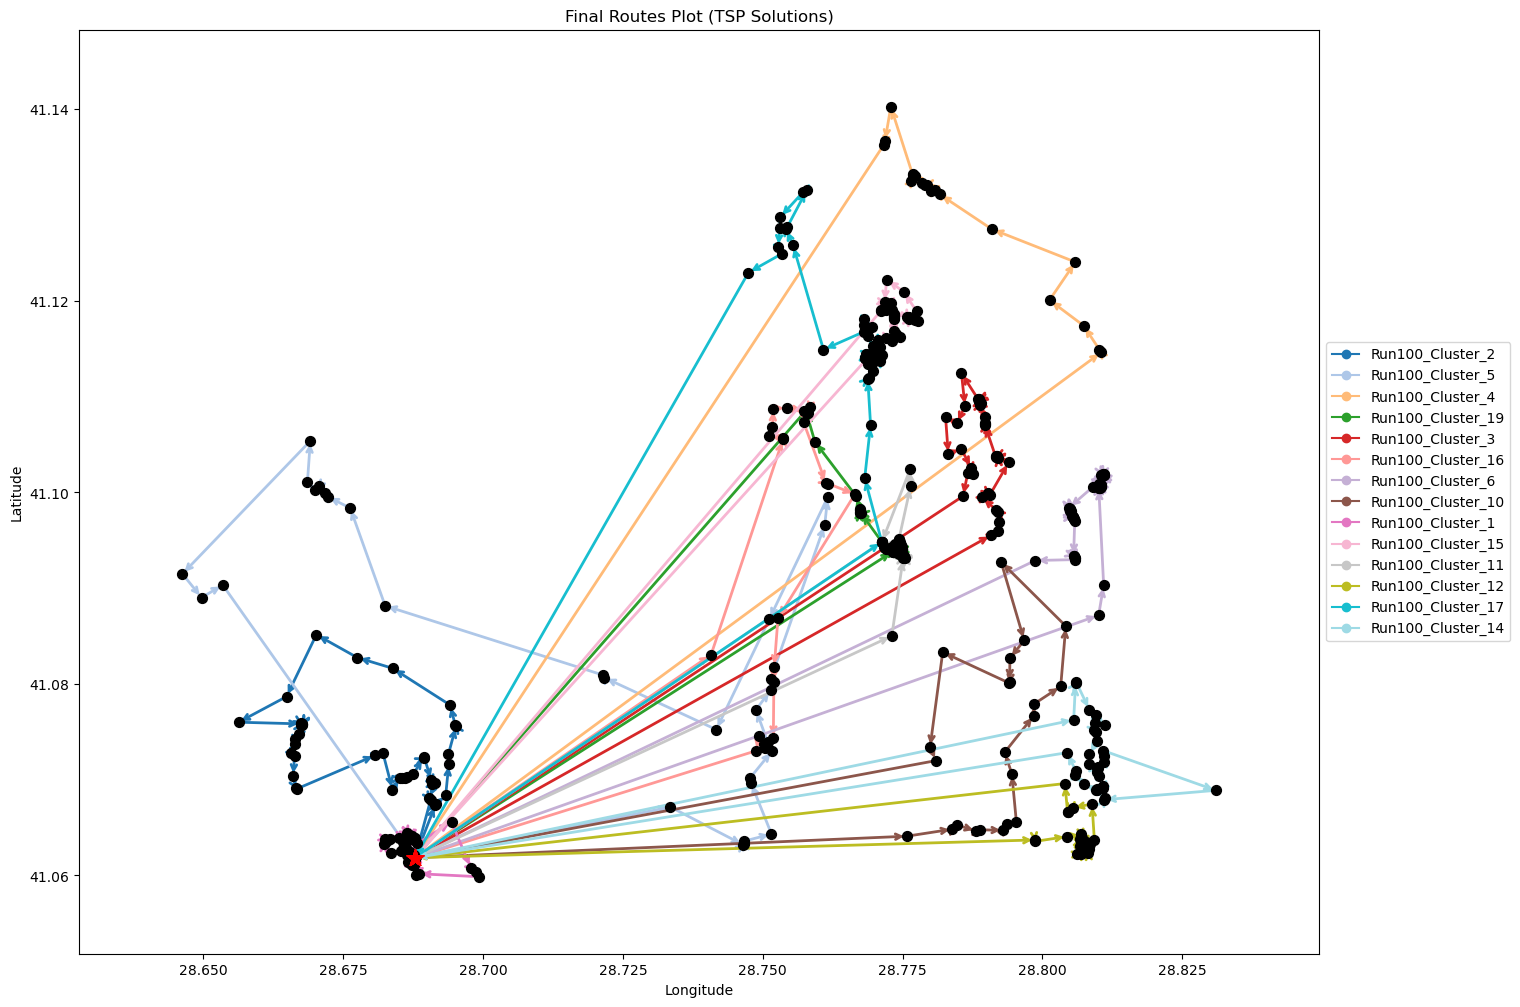 Final Routes Plot (TSP Solutions)
41.14
41.12
41.10
41.08
41.06
Latitude
28.650
28.675
28.700
28.725
28.750
28.775
28.800
28.825
Longitude
Run100_Cluster_2
Run100_Cluster_5
Run100_Cluster_4
Run100_Cluster_19
Run100_Cluster_3
Run100_Cluster_16
Run100_Cluster_6
Run100_Cluster_10
Run100_Cluster_1
Run100_Cluster_15
Run100_Cluster_11
Run100_Cluster_12
Run100_Cluster_17
Run100_Cluster_14